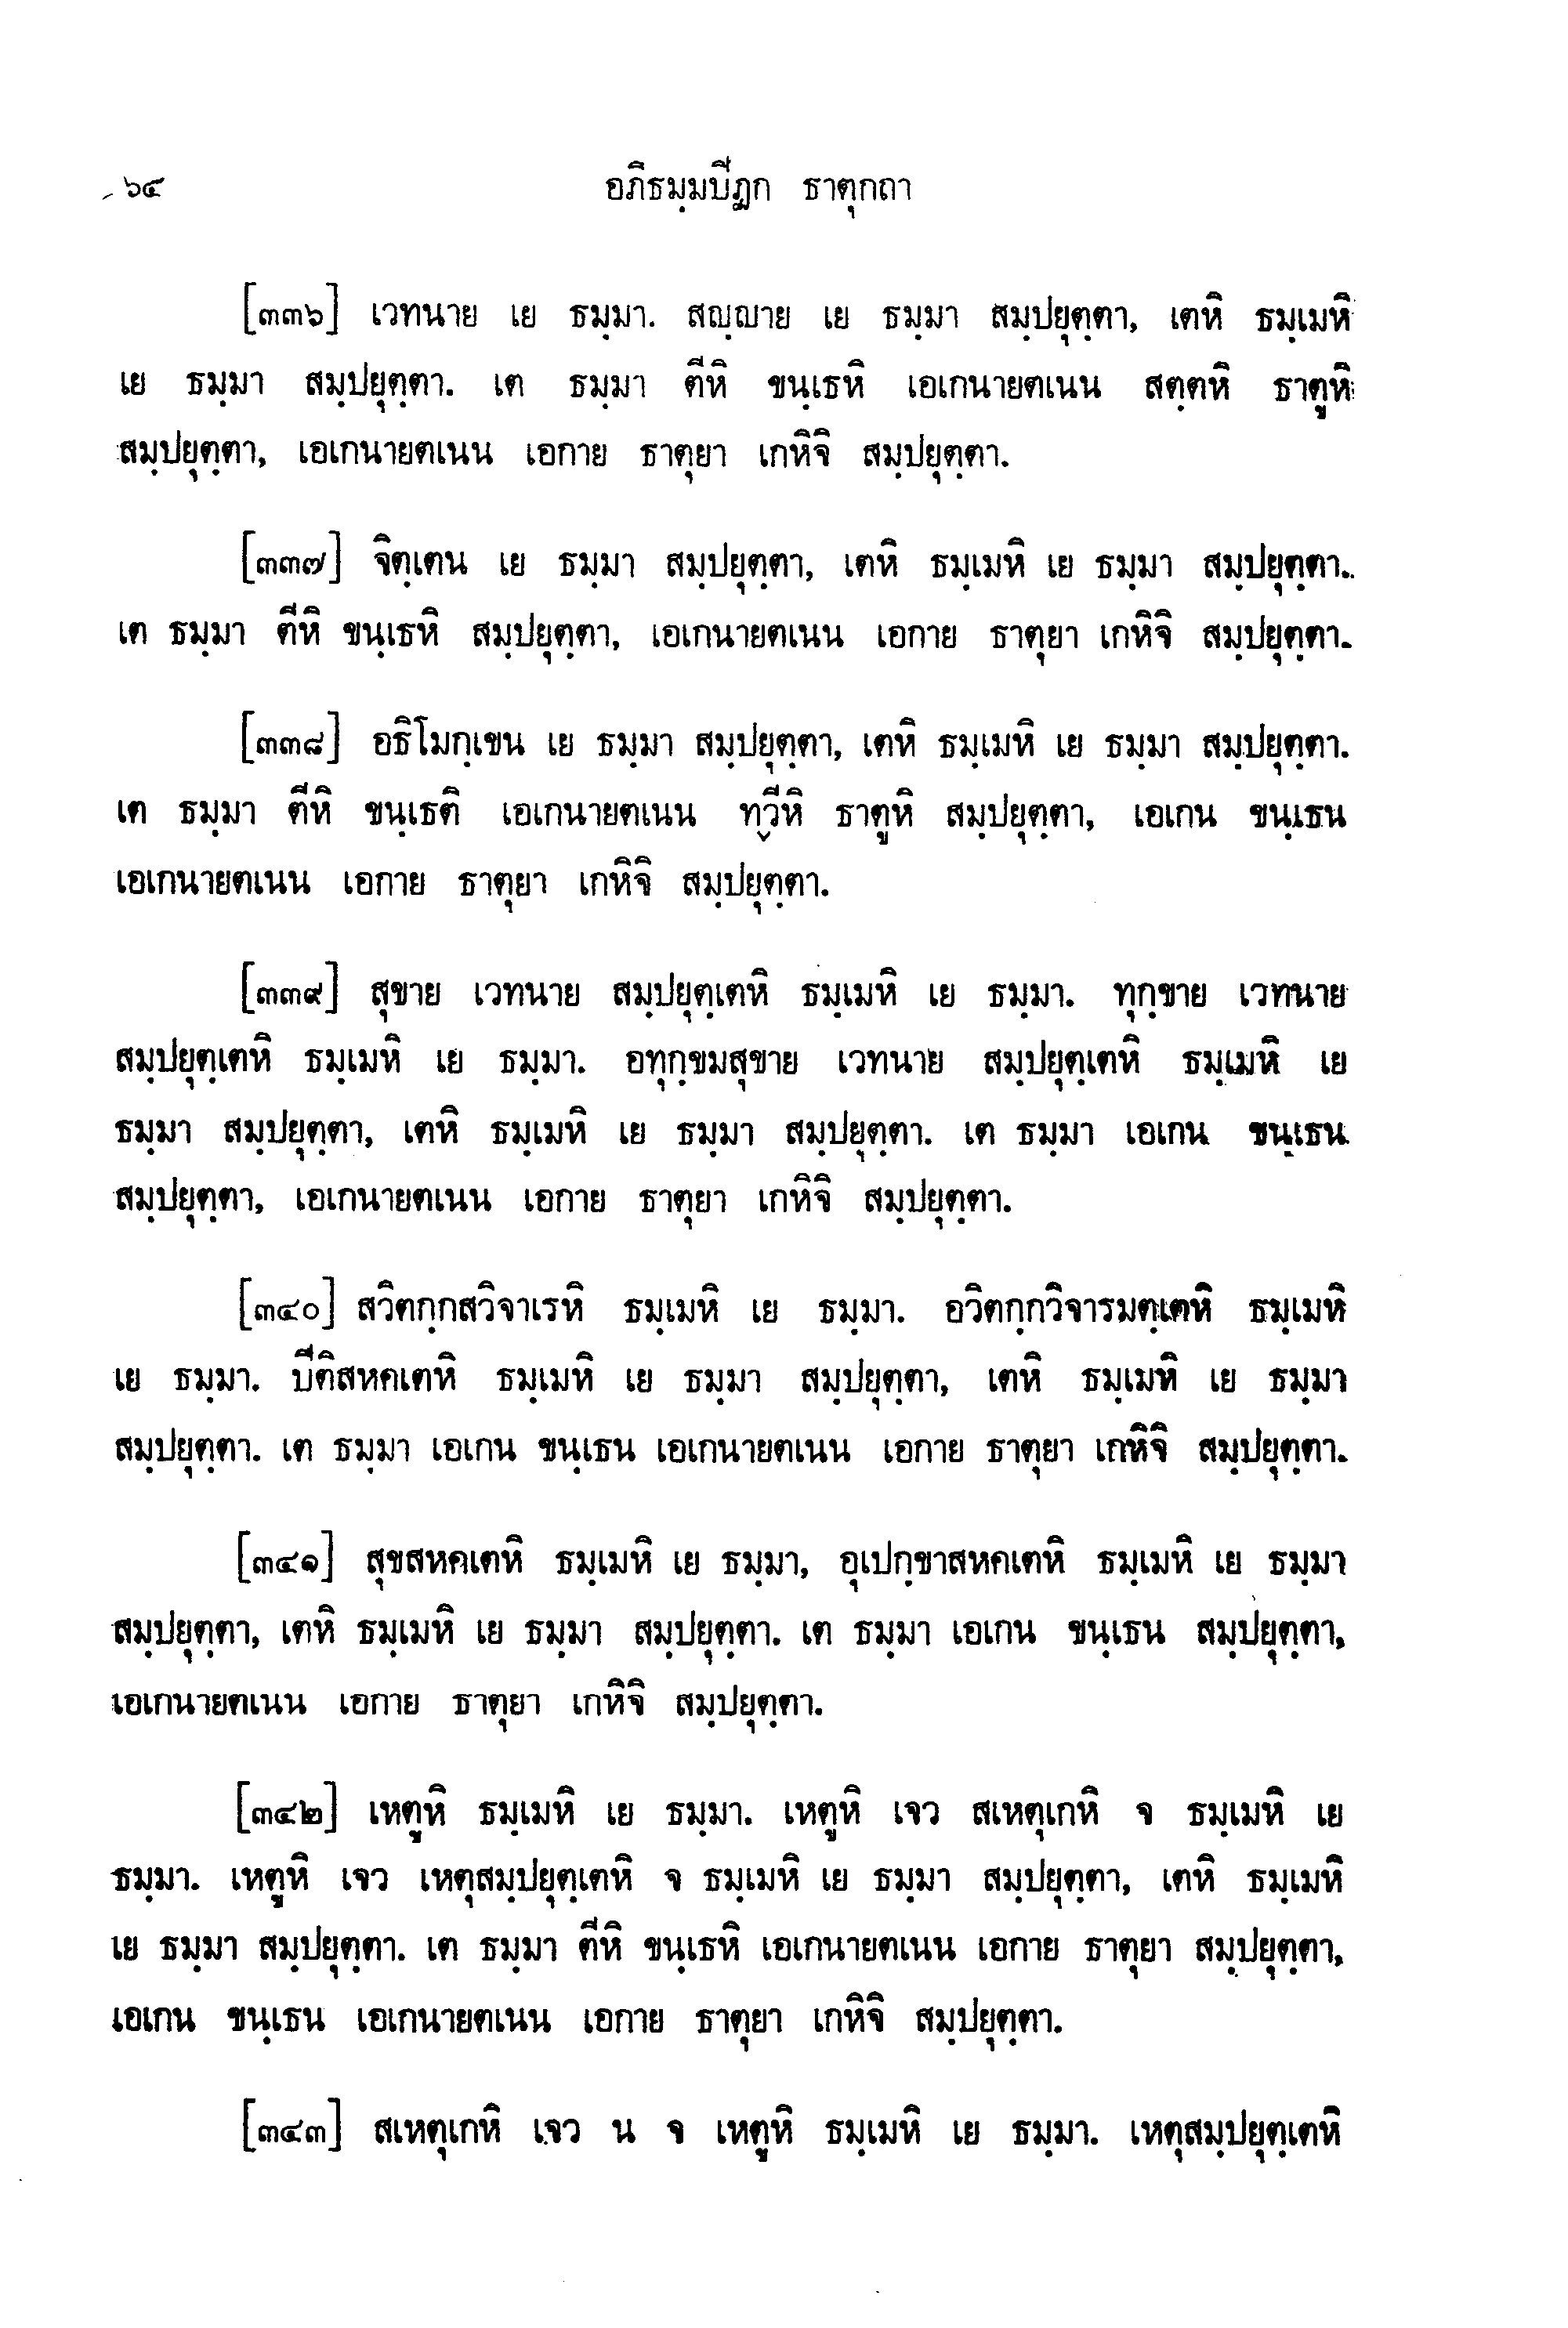 ๖๔ อภิธมฺมปีฏก ธาตุกถา
[๓๓๖] เวทนาย เย ธมฺมา. สญฺญาย เย ธมฺมา สมฺปยุตฺตา, เตหิ ธมฺเมหิ
เย ธมฺมา สมฺปยุตฺตา. เต ธมฺมา ตีหิ ขนฺเธหิ เอเกนายตเนน สตฺตหิ ธาตูหิ
สมฺปยุตฺตา, เอเกนายตเนน เอกาย ธาตุยา เกหิจิ สมฺปยุตฺตา.
[๓๓๗] จิตฺเตน เย ธมฺมา สมฺปยุตฺตา, เตหิ ธมฺเมหิ เย ธมฺมา สมฺปยุตฺตา.
เต ธมฺมา ตีหิ ขนฺเธหิ สมฺปยุตฺตา, เอเกนายตเนน เอกาย ธาตุยา เกหิจิ สมฺปยุตฺตา.
[๓๓๘] อธิโมกฺเขน เย ธมฺมา สมฺปยุตฺตา, เตหิ ธมฺเมหิ เย ธมฺมา สมฺปยุตฺตา.
เต ธมฺมา ตีหิ ขนฺเธติ เอเกนายตเนน ทฺวีหิ ธาตูหิ สมฺปยุตฺตา, เอเกน ขนฺเธน
เอเกนายตเนน เอกาย ธาตุยา เกหิจิ สมฺปยุตฺตา.
[๓๓๙] สุขาย เวทนาย สมฺปยุตฺเตหิ ธมฺเมหิ เย ธมฺมา. ทุกฺขาย เวทนาย
สมฺปยุตฺเตหิ ธมฺเมหิ เย ธมฺมา. อทุกฺขมสุขาย เวทนาย สมฺปยุตฺเตหิ ธมฺเมหิ เย
ธมฺมา สมฺปยุตฺตา, เตหิ ธมฺเมหิ เย ธมฺมา สมฺปยุตฺตา. เต ธมฺมา เอเกน ขนฺเธน
สมฺปยุตฺตา, เอเกนายตเนน เอกาย ธาตุยา เกหิจิ สมฺปยุตฺตา.
[๓๔๐] สวิตกฺกสวิจาเรหิ ธมฺเมหิ เย ธมฺมา. อวิตกฺกวิจารมตฺเตหิ ธมฺเมหิ
เย ธมฺมา. ปีติสหคเตหิ ธมฺเมหิ เย ธมฺมา สมฺปยุตฺตา, เตหิ ธมฺเมหิ เย ธมฺมา
สมฺปยุตฺตา. เต ธมฺมา เอเกน ขนฺเธน เอเกนายตเนน เอกาย ธาตุยา เกหิจิ สมฺปยุตฺตา.
[๓๔๑] สุขสหคเตหิ ธมฺเมหิ เย ธมฺมา, อุเปกฺขาสหคเตหิ ธมฺเมหิ เย ธมฺมา
สมฺปยุตฺตา, เตหิ ธมฺเมหิ เย ธมฺมา สมฺปยุตฺตา. เต ธมฺมา เอเกน ขนฺเธน สมฺปยุตฺตา,
เอเกนายตเนน เอกาย ธาตุยา เกหิจิ สมฺปยุตฺตา.
[๓๔๒] เหตูหิ ธมฺเมหิ เย ธมฺมา. เหตูหิ เจว สเหตุเกหิ จ ธมฺเมหิ เย
ธมฺมา. เหตูหิ เจว เหตุสมฺปยุตฺเตหิ จ ธมฺเมหิ เย ธมฺมา สมฺปยุตฺตา, เตหิ ธมฺเมหิ
เย ธมฺมา สมฺปยุตฺตา. เต ธมฺมา ตีหิ ขนฺเธหิ เอเกนายตเนน เอกาย ธาตุยา สมฺปยุตฺตา,
เอเกน ขนฺเธน เอเกนายตเนน เอกาย ธาตุยา เกหิจิ สมฺปยุตฺตา.
[๓๔๓] สเหตุเกหิ เจว น จ เหตูหิ ธมฺเมหิ เย ธมฺมา. เหตุสมฺปยุตฺเตหิ